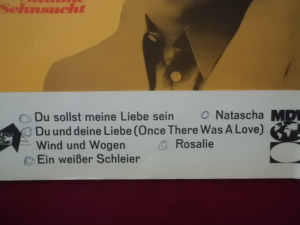 Sehnsucht
Du sollst meine Liebe sein Natascha
Du und deine Liebe (Once There Was A Love)
Wind und Wogen Rosalie
Ein weißer Schleier